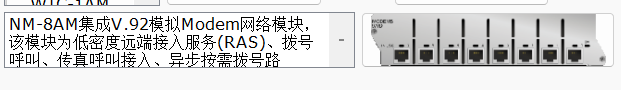 NM-8AM集成V.92模拟Modem网络模块，
该模块为低密度远端接入服务(RAS)、拨号
呼叫、传真呼叫接入、异步按需拨号路
-